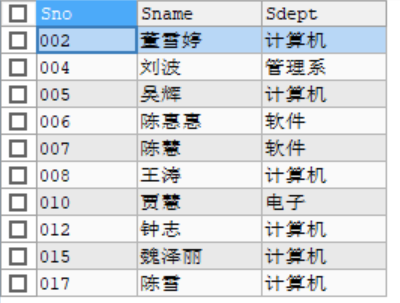 Sno Sname Sdept
002 董雪婷 计算机
004 刘波 管理系
005 吴辉 计算机
006 陈惠惠 软件
007 陈慧 软件
008 王涛 计算机
010 贾慧 电子
012 钟志 计算机
015 魏泽丽 计算机
017 陈雪 计算机